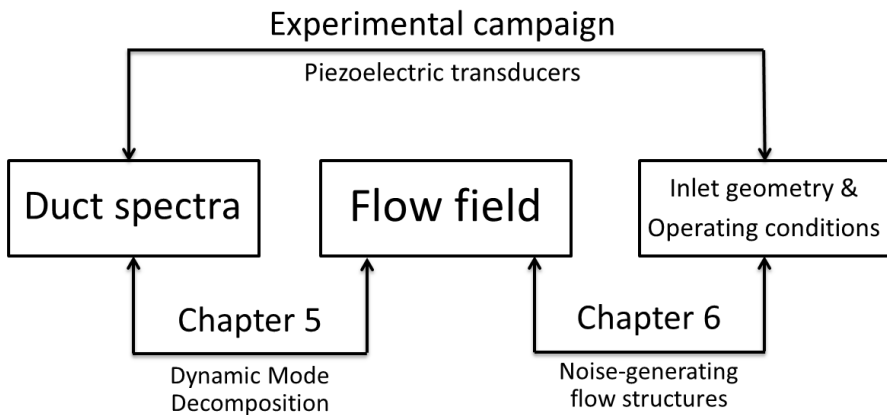 Experimental campaign
Piezoelectric transducers
Duct spectra
Flow field
Inlet geometry &
Operating conditions
Chapter 5
Dynamic Mode
Decomposition
Chapter 6
Noise-generating
flow structures